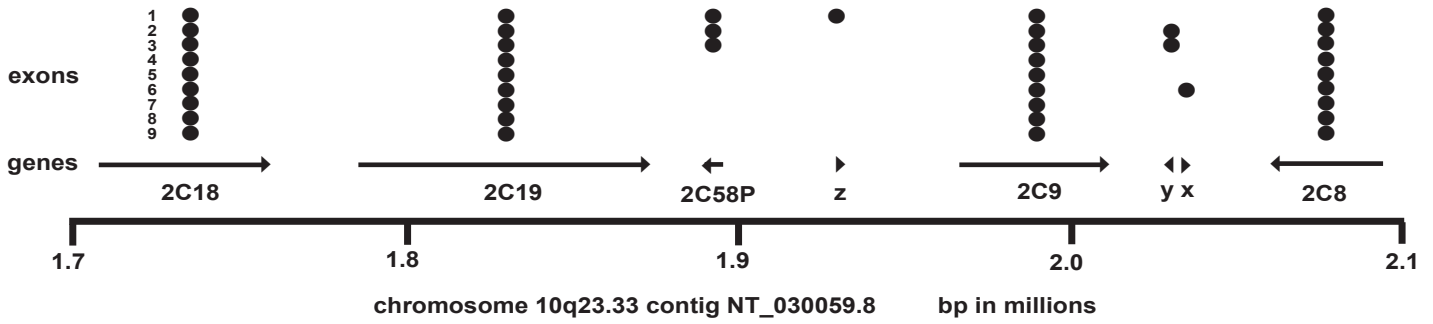 1
2
3
4
exons
5
6
7
8
9
genes
2C18 2C19 2C58P z 2C9 y x 2C8
1.7 1.8 1.9 2.0 2.1
chromosome 10q23.33 contig NT_030059.8 bp in millions